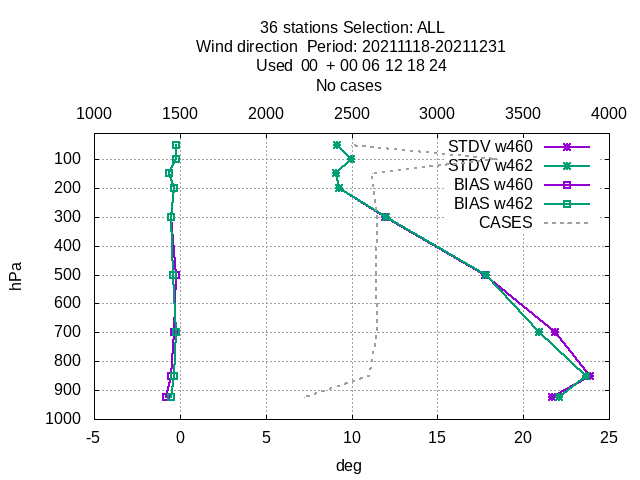 36 stations Selection: ALL
Wind direction  Period: 20211118-20211231
Used  00  + 00 06 12 18 24
No cases
1000 1500 2000 2500 3000 3500 4000
STDV w460
STDV w462
BIAS w460
BIAS w462
CASES
100
200
300
400
500
600
700
800
900
1000
hPa
-5 0 5 10 15 20 25
deg